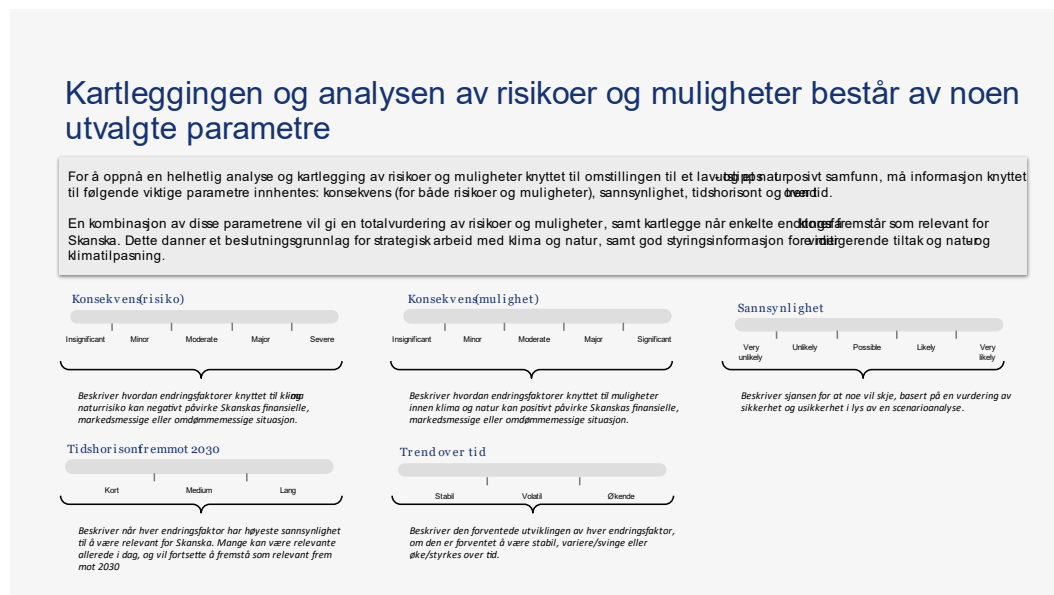 Kartleggingen og analysen av risikoer og muligheter består av noen
utvalgte parametre
For å oppnå en helhetlig analyse og kartlegging av risikoer og muligheter knyttet til omstillingen til et lavutslipps- og et naturposivt samfunn, må informasjon knyttet
til følgende viktige parametre innhentes: konsekvens (for både risikoer og muligheter), sannsynlighet, tidshorisont og trend over tid.
En kombinasjon av disse parametrene vil gi en totalvurdering av risikoer og muligheter, samt kartlegge når enkelte endringsfaktorer fremstår som relevant for
Skanska. Dette danner et beslutningsgrunnlag for strategisk arbeid med klima og natur, samt god styringsinformasjon for videre mitigerende tiltak og natur- og
klimatilpasning.
Konsekvens (risiko)
Insignificant Minor Moderate Major Severe
Beskriver hvordan endringsfaktorer knyttet til klima- og
naturrisiko kan negativt påvirke Skanskas finansielle,
markedsmessige eller omdømmemessige situasjon.
Konsekvens (mulighet)
Insignificant Minor Moderate Major Significant
Beskriver hvordan endringsfaktorer knyttet til muligheter
innen klima og natur kan positivt påvirke Skanskas finansielle,
markedsmessige eller omdømmemessige situasjon.
Sannsynlighet
Very Unlikely Possible Likely Very
unlikely likely
Beskriver sjansen for at noe vil skje, basert på en vurdering av
sikkerhet og usikkerhet i lys av en scenarioanalyse.
Tidshorisont fremmot 2030
Kort Medium Lang
Beskriver når hver endringsfaktor har høyeste sannsynlighet
til å være relevant for Skanska. Mange kan være relevante
allerede i dag, og vil fortsette å fremstå som relevant frem
mot 2030
Trend over tid
Stabil Volatil Økende
Beskriver den forventede utviklingen av hver endringsfaktor,
om den er forventet å være stabil, variere/svinge eller
øke/styrkes over tid.